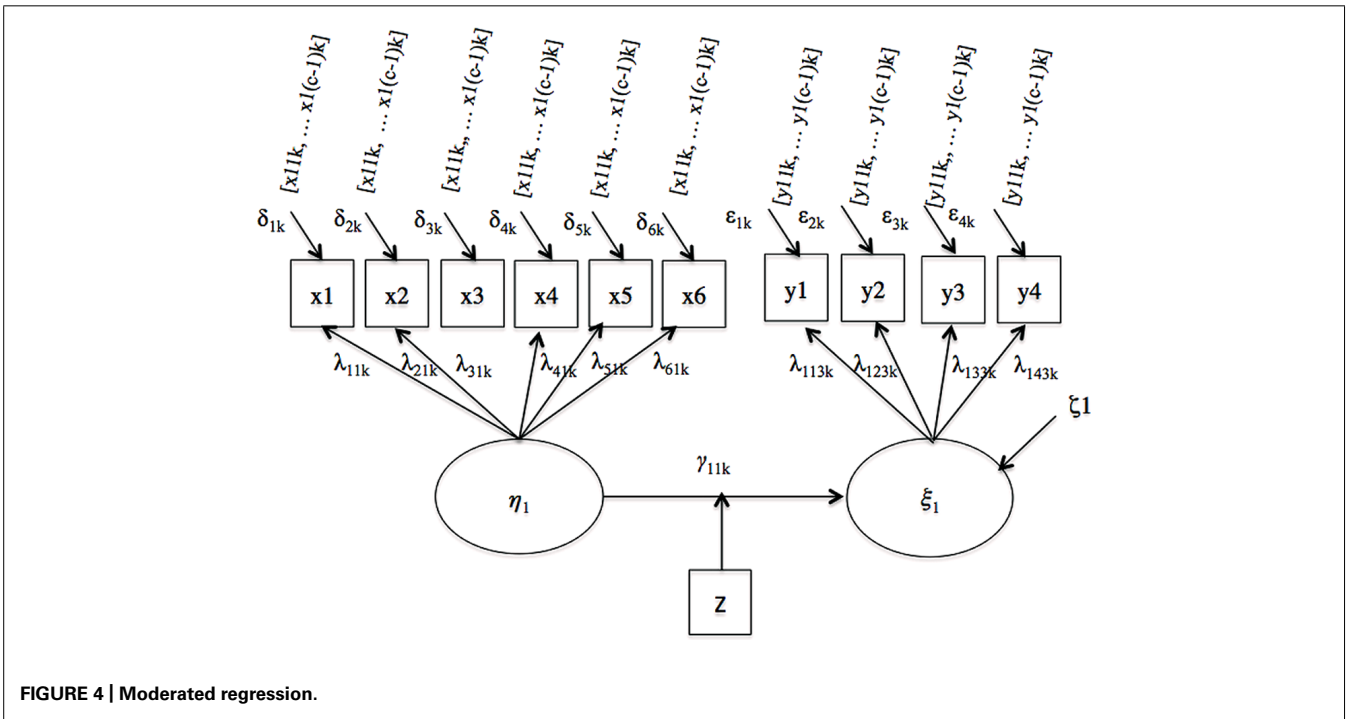 [x11k, … x1(c-1)k] [x11k, … x1(c-1)k] [x11k,, … x1(c-1)k] [x11k, … x1(c-1)k] [x11k, … x1(c-1)k] [x11k, … x1(c-1)k] [y11k, … y1(c-1)k] [y11k, … y1(c-1)k] [y11k,, … y1(c-1)k] [y11k, … y1(c-1)k]
δ1k δ2k δ3k δ4k δ5k δ6k ε1k ε2k ε3k ε4k
x1 x2 x3 x4 x5 x6 y1 y2 y3 y4
λ11k λ21k λ31k λ41k λ51k λ61k λ113k λ123k λ133k λ143k
ζ1
γ11k
η1 ξ1
Z
FIGURE 4 | Moderated regression.